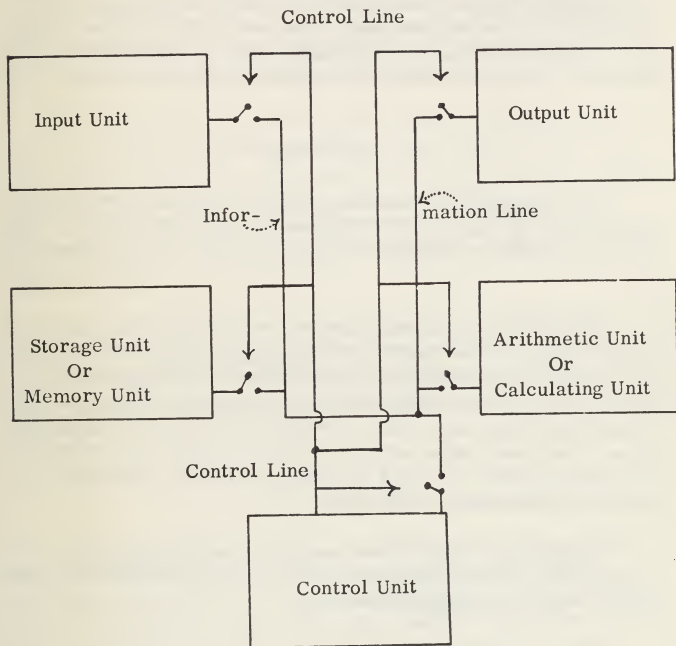 Control Line
Input Unit
Output Unit
Infor-
mation Line
Storage Unit
Or
Memory Unit
Arithmetic Unit
Or
Calculating Unit
Control Line
Control Unit